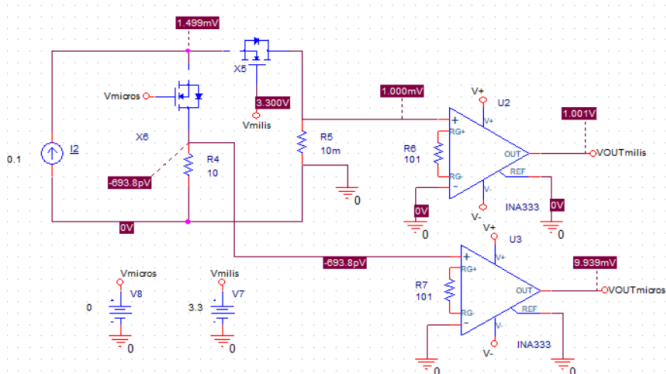 1.499mV
X5
V+
U2
Vmicros
3.300V
1.000mV
1.001V
Vmilis
V+
+
RG+
X6
R5
10m
R6
101
OUT
VOUTmilis
0.1
I2
R4
10
RG-
REF
-
V-
-693.8pV
0
0V
0V
INA333
0V
0
V-
0
V+
U3
-693.8pV
+
V+
RG+
9.939mV
Vmicros
Vmilis
V8
V7
R7
101
OUT
VOUTmicros
0
3.3
RG-
REF
-
V-
INA333
0
0
V-
0
0